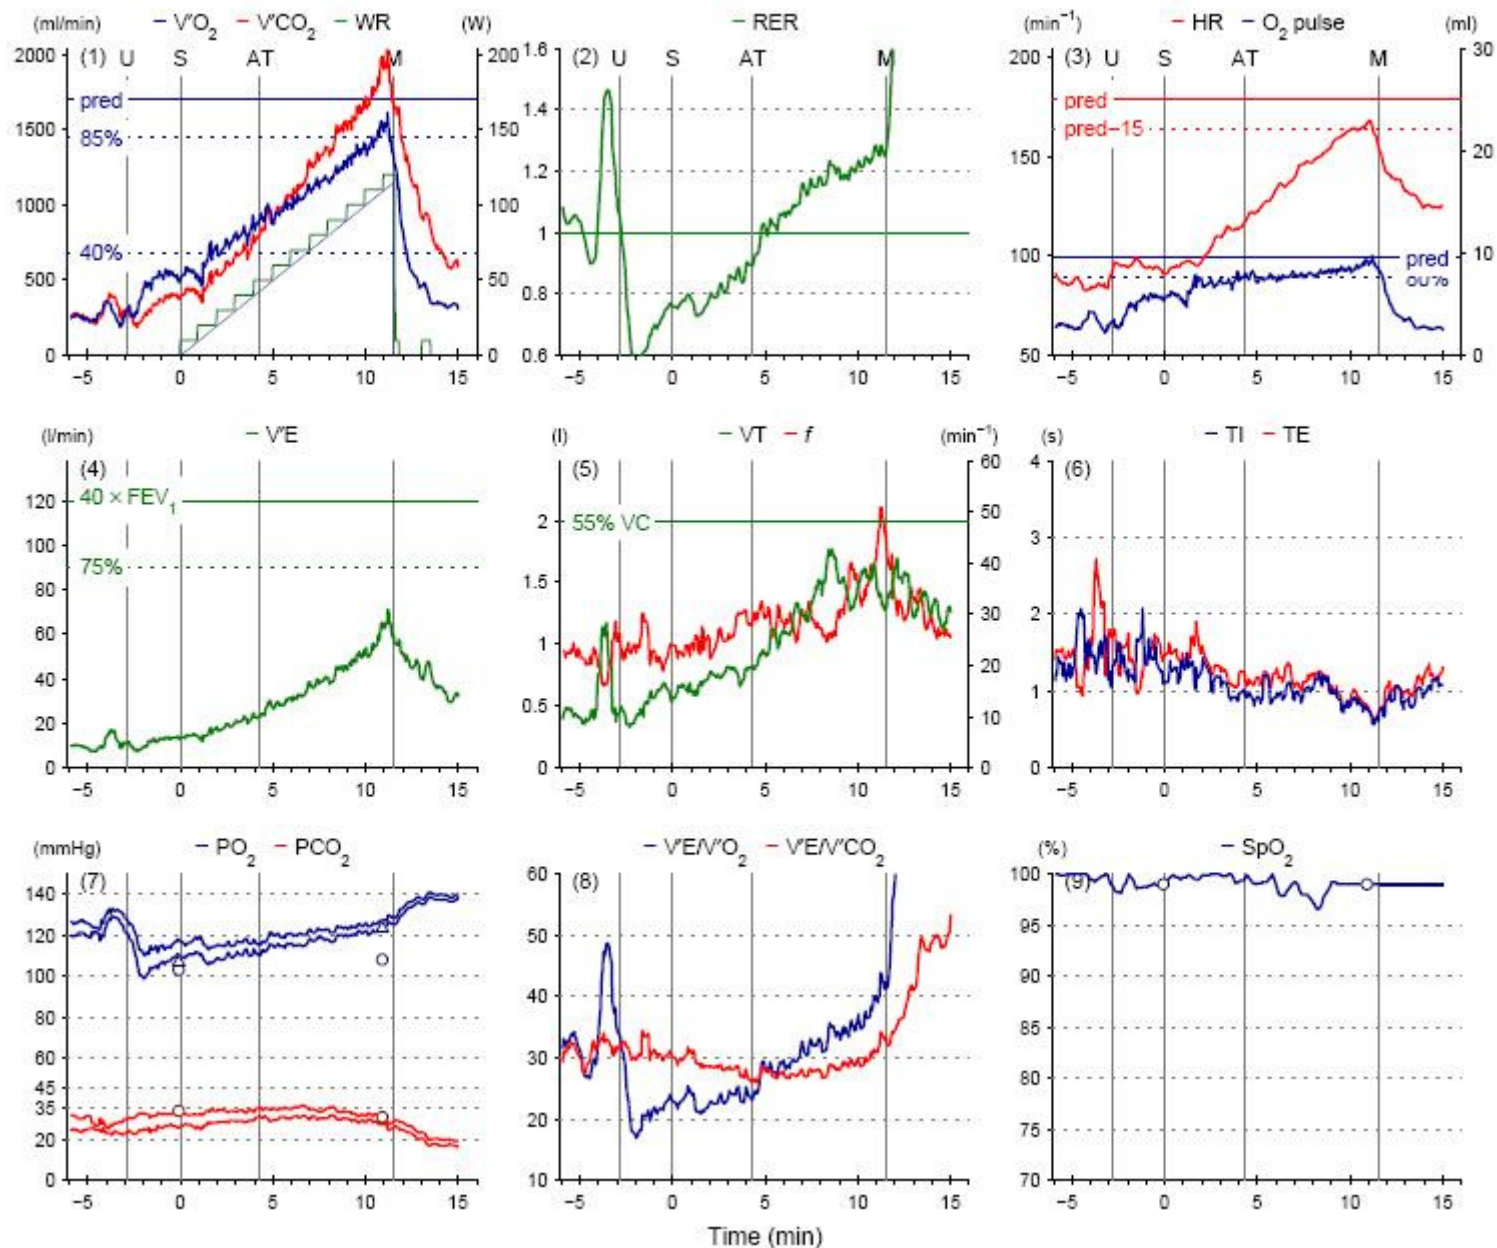 (ml/min) V'O₂ V'CO₂ WR (W)
(1) U S AT M
2000 200
pred
1500 150
85%
1000 100
40%
500 50
0 0
−5 0 5 10 15
RER
1.6 (2) U S AT M
1.4
1.2
1
0.8
0.6
−5 0 5 10 15
(min⁻¹) HR O₂ pulse (ml)
30
200 (3) U S AT M
pred
pred−15 20
150
100 pred 10
80%
50 0
−5 0 5 10 15
(l/min) V'E
(4)
120 40 × FEV₁
100
75%
80
60
40
20
0
−5 0 5 10 15
(l) VT f (min⁻¹)
(5) 60
2 55% VC 50
40
1.5
30
1
20
0.5 10
0 0
−5 0 5 10 15
(s) TI TE
4 (6)
3
2
1
0
−5 0 5 10 15
(mmHg) PO₂ PCO₂
140 (7)
120
100
80
60
45
35
20
0
−5 0 5 10 15
V'E/V'O₂ V'E/V'CO₂
60 (8)
50
40
30
20
10
−5 0 5 10 15
(%) SpO₂
100 (9)
95
90
85
80
75
70
−5 0 5 10 15
Time (min)